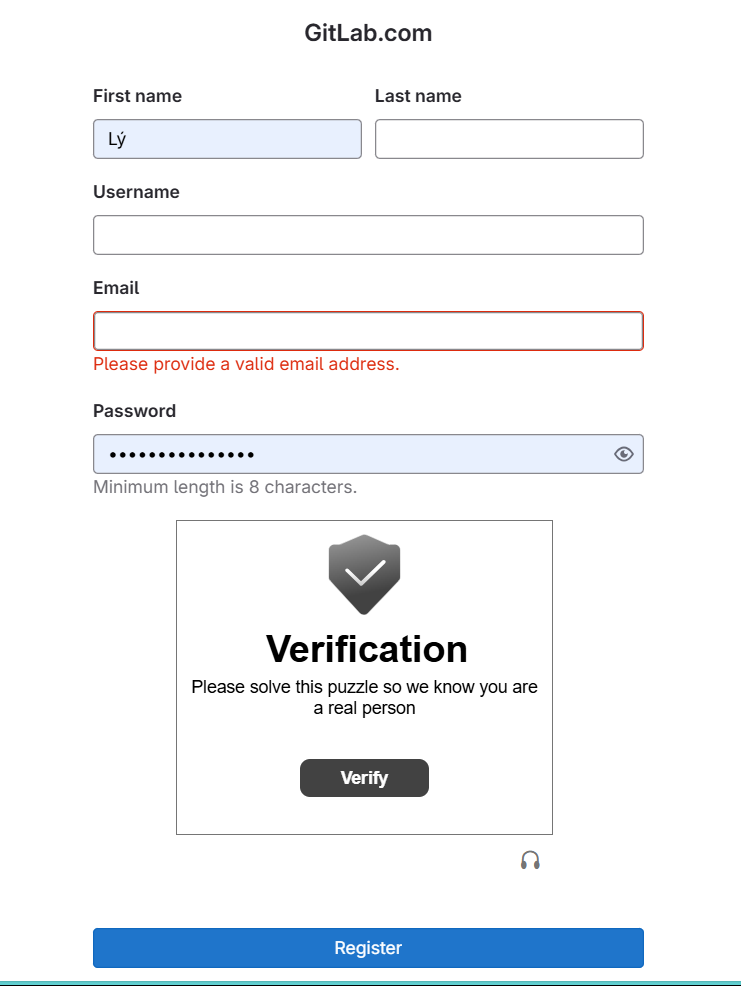 GitLab.com
First name
Last name
Lý
Username
Email
Please provide a valid email address.
Password
•••••••••••••••
Minimum length is 8 characters.
Verification
Please solve this puzzle so we know you are
a real person
Verify
Register